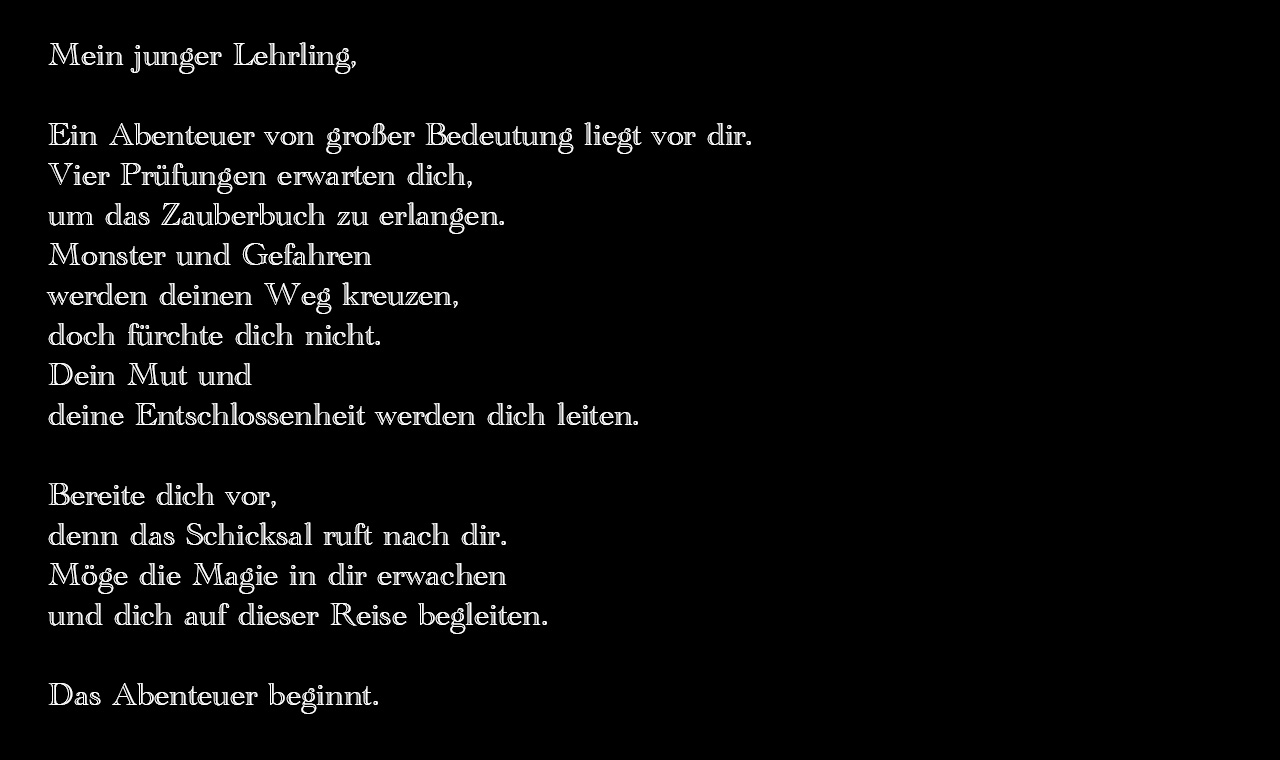 Mein junger Lehrling,
Ein Abenteuer von großer Bedeutung liegt vor dir.
Vier Prüfungen erwarten dich,
um das Zauberbuch zu erlangen.
Monster und Gefahren
werden deinen Weg kreuzen,
doch fürchte dich nicht.
Dein Mut und
deine Entschlossenheit werden dich leiten.
Bereite dich vor,
denn das Schicksal ruft nach dir.
Möge die Magie in dir erwachen
und dich auf dieser Reise begleiten.
Das Abenteuer beginnt.